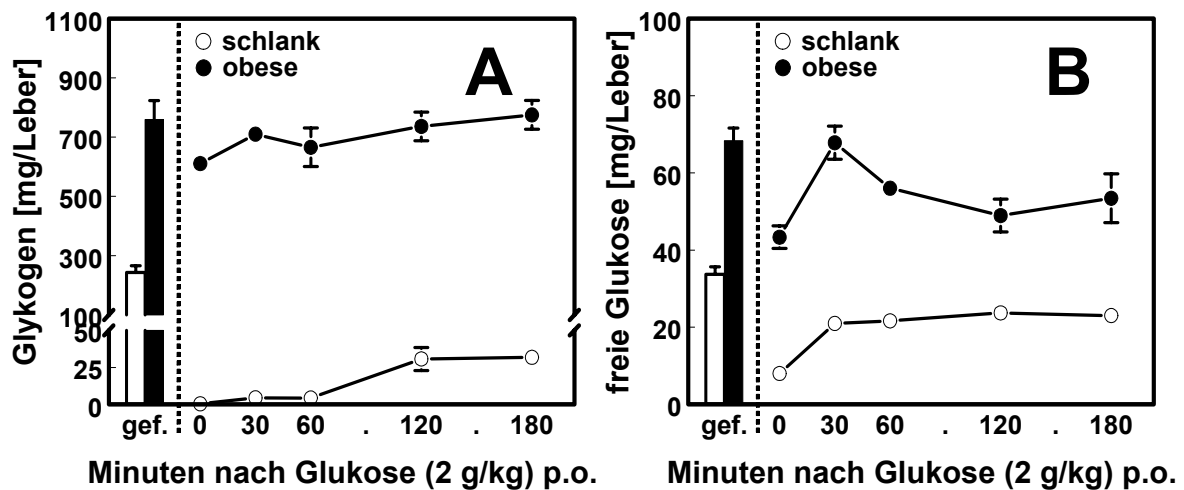 A
schlank
obese
Glykogen [mg/Leber]
1100
900
700
500
300
100
50
25
0
gef. 0 30 60 . 120 . 180
Minuten nach Glukose (2 g/kg) p.o.
B
schlank
obese
freie Glukose [mg/Leber]
100
80
60
40
20
0
gef. 0 30 60 . 120 . 180
Minuten nach Glukose (2 g/kg) p.o.